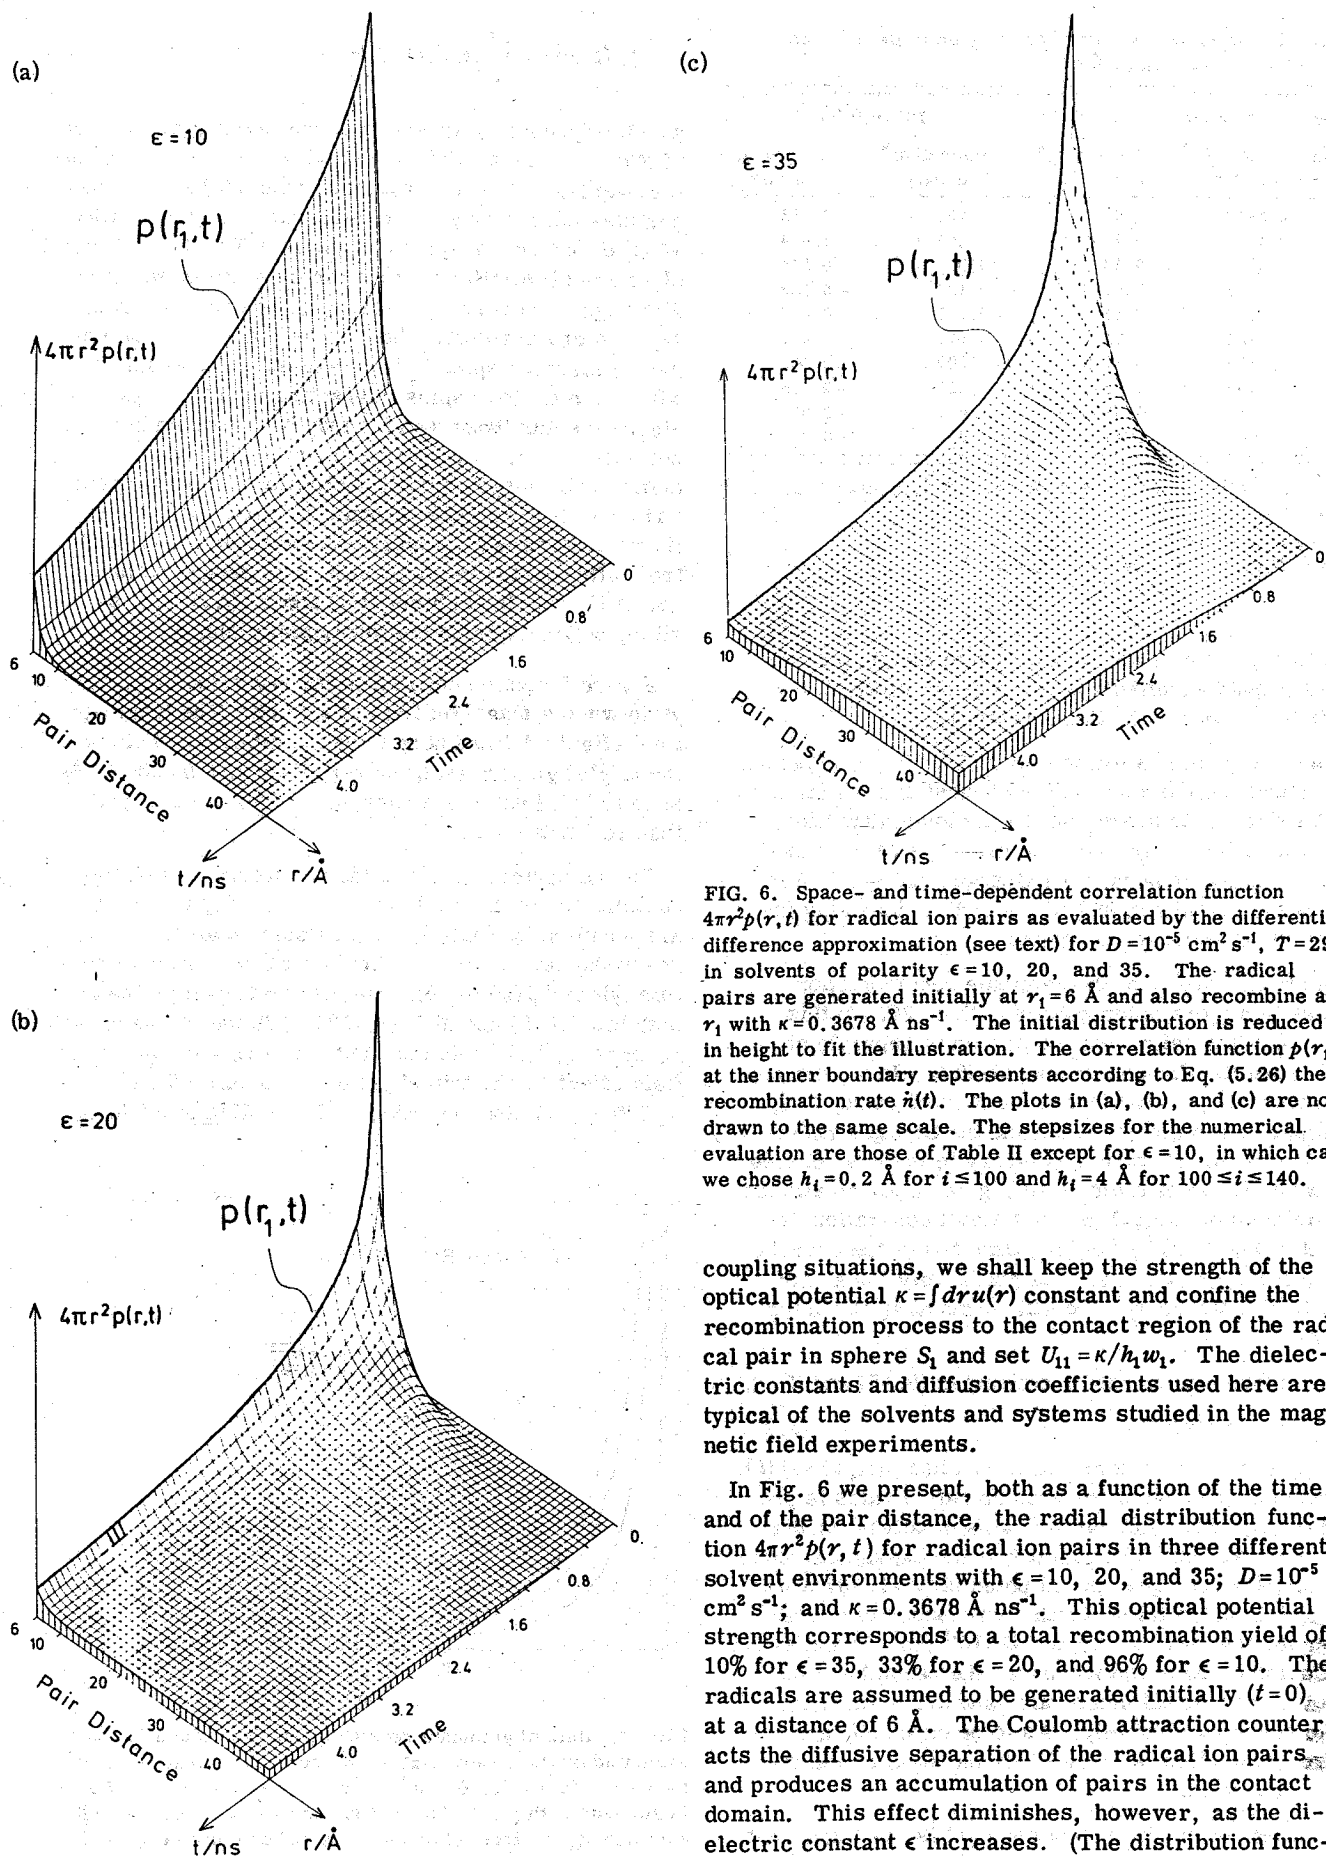 (a)
ε = 10
p(r₁,t)
4πr²p(r,t)
6
10
20
30
40
Pair Distance
0
0.8
1.6
2.4
3.2
4.0
Time
t/ns
r/Å
(b)
ε = 20
p(r₁,t)
4πr²p(r,t)
6
10
20
30
40
Pair Distance
0.
0.8
1.6
2.4
3.2
4.0
Time
t/ns
r/Å
(c)
ε = 35
p(r₁,t)
4πr²p(r,t)
6
10
20
30
40
Pair Distance
0
0.8
1.6
2.4
3.2
4.0
Time
t/ns
r/Å
FIG. 6. Space- and time-dependent correlation function
4πr²p(r, t) for radical ion pairs as evaluated by the differenti
difference approximation (see text) for D = 10⁻⁵ cm² s⁻¹, T = 29
in solvents of polarity ε = 10, 20, and 35. The radical
pairs are generated initially at r₁ = 6 Å and also recombine a
r₁ with κ = 0.3678 Å ns⁻¹. The initial distribution is reduced
in height to fit the illustration. The correlation function p(r₁
at the inner boundary represents according to Eq. (5.26) the
recombination rate ṅ(t). The plots in (a), (b), and (c) are no
drawn to the same scale. The stepsizes for the numerical
evaluation are those of Table II except for ε = 10, in which ca
we chose hᵢ = 0.2 Å for i ≤ 100 and hᵢ = 4 Å for 100 ≤ i ≤ 140.
coupling situations, we shall keep the strength of the
optical potential κ = ∫dr u(r) constant and confine the
recombination process to the contact region of the rad
cal pair in sphere S₁ and set U₁₁ = κ/h₁w₁. The dielec-
tric constants and diffusion coefficients used here are
typical of the solvents and systems studied in the mag
netic field experiments.
In Fig. 6 we present, both as a function of the time
and of the pair distance, the radial distribution func-
tion 4πr²p(r, t) for radical ion pairs in three different
solvent environments with ε = 10, 20, and 35; D = 10⁻⁵
cm² s⁻¹; and κ = 0.3678 Å ns⁻¹. This optical potential
strength corresponds to a total recombination yield of
10% for ε = 35, 33% for ε = 20, and 96% for ε = 10. The
radicals are assumed to be generated initially (t = 0)
at a distance of 6 Å. The Coulomb attraction counter
acts the diffusive separation of the radical ion pairs
and produces an accumulation of pairs in the contact
domain. This effect diminishes, however, as the di-
electric constant ε increases. (The distribution func-